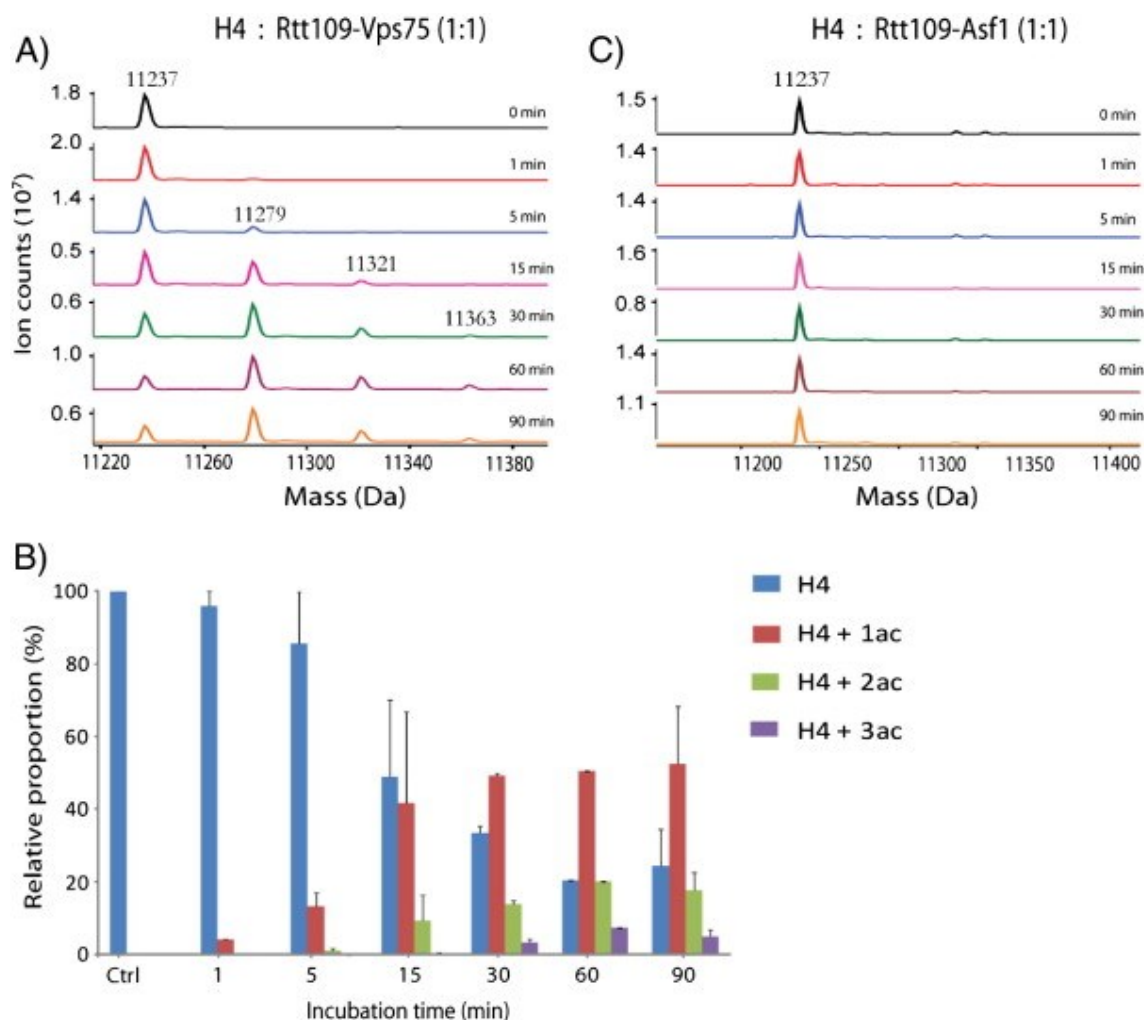 H4 : Rtt109-Vps75 (1:1)
A)
11237
1.8
0 min
2.0
1 min
1.4
11279
5 min
0.5
11321
15 min
0.6
11363
30 min
1.0
60 min
0.6
90 min
Ion counts (10⁷)
11220 11260 11300 11340 11380
Mass (Da)
H4 : Rtt109-Asf1 (1:1)
C)
11237
1.5
0 min
1.4
1 min
1.4
5 min
1.6
15 min
0.8
30 min
1.4
60 min
1.1
90 min
11200 11250 11300 11350 11400
Mass (Da)
B)
Relative proportion (%)
100
80
60
40
20
0
Ctrl 1 5 15 30 60 90
Incubation time (min)
H4
H4 + 1ac
H4 + 2ac
H4 + 3ac